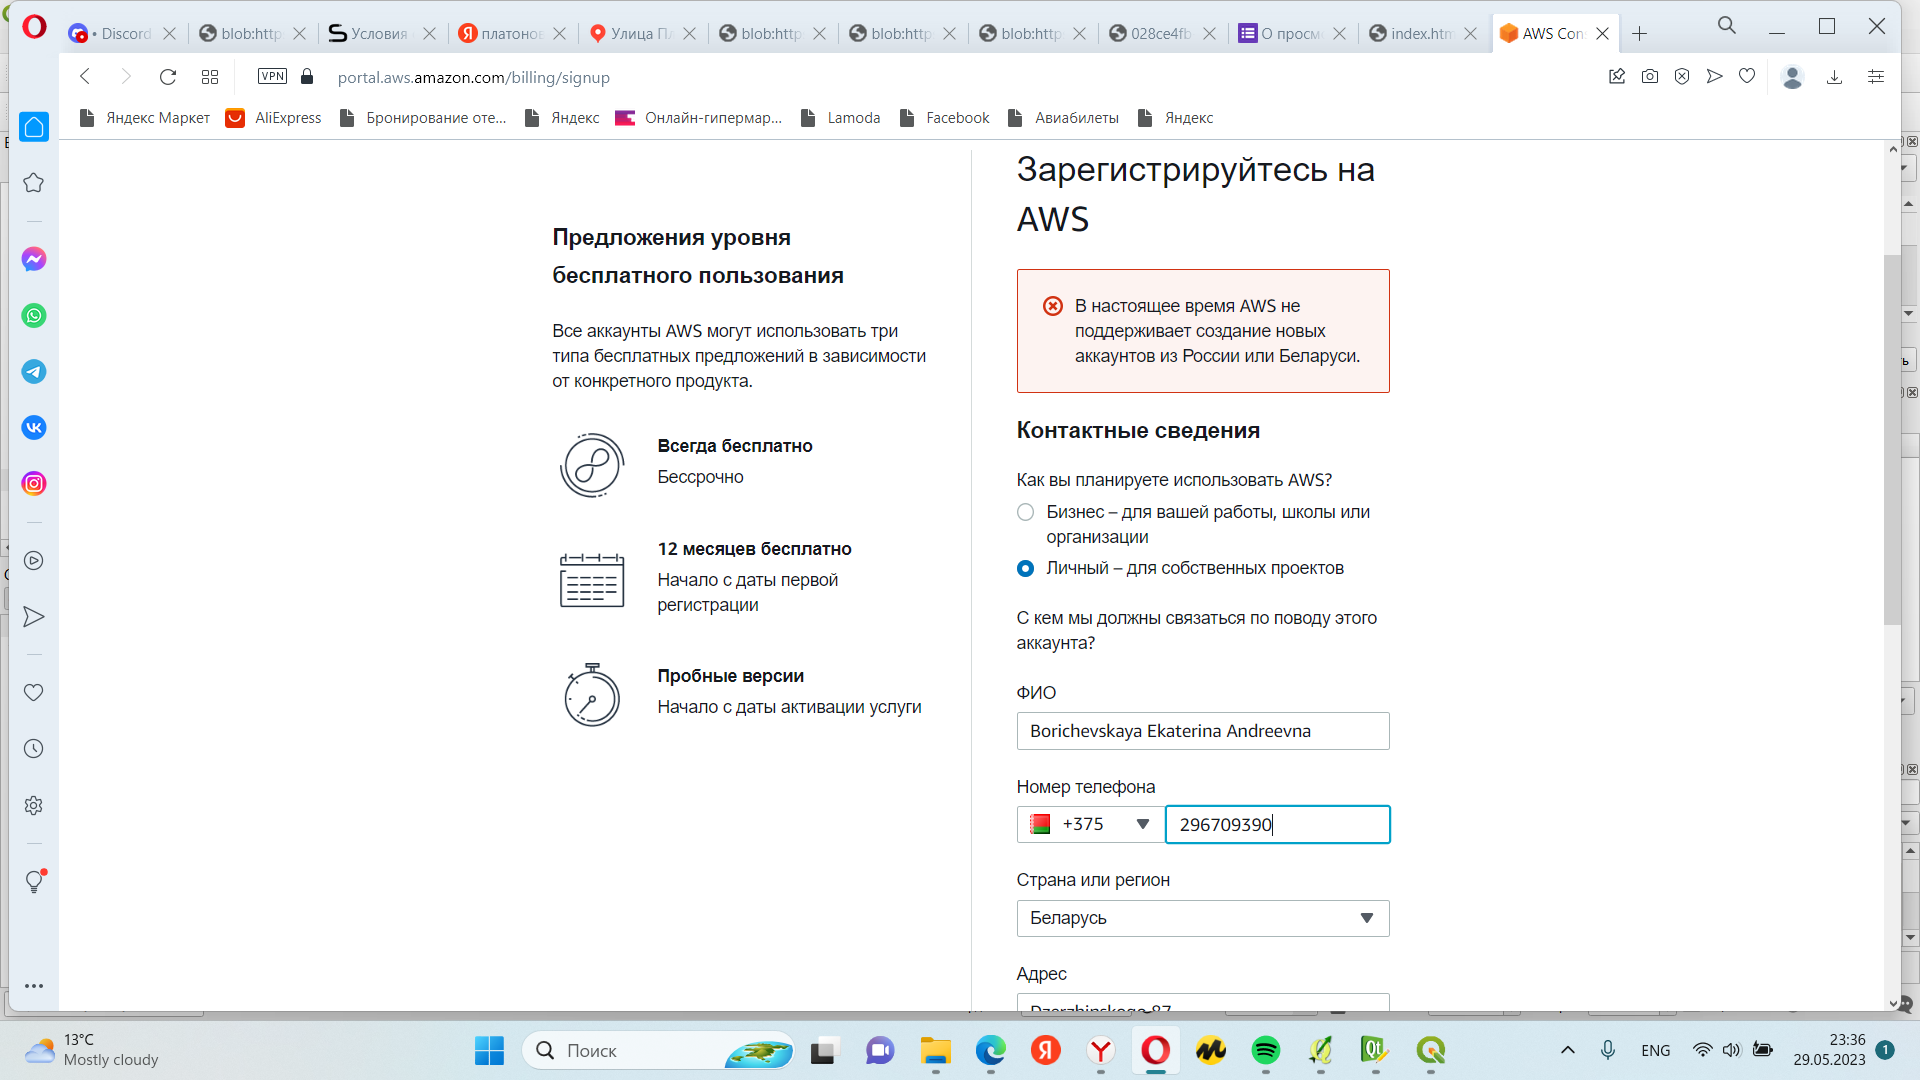 • Discord
blob:http
Условия
платонов
Улица Пл
blob:http
blob:http
blob:http
028ce4fb
О просм
index.htm
AWS Con
VPN
portal.aws.amazon.com/billing/signup
Яндекс Маркет
AliExpress
Бронирование оте...
Яндекс
Онлайн-гипермар...
Lamoda
Facebook
Авиабилеты
Яндекс
Предложения уровня
бесплатного пользования
Все аккаунты AWS могут использовать три
типа бесплатных предложений в зависимости
от конкретного продукта.
Всегда бесплатно
Бессрочно
12 месяцев бесплатно
Начало с даты первой
регистрации
Пробные версии
Начало с даты активации услуги
Зарегистрируйтесь на
AWS
В настоящее время AWS не
поддерживает создание новых
аккаунтов из России или Беларуси.
Контактные сведения
Как вы планируете использовать AWS?
Бизнес – для вашей работы, школы или
организации
Личный – для собственных проектов
С кем мы должны связаться по поводу этого
аккаунта?
ФИО
Borichevskaya Ekaterina Andreevna
Номер телефона
+375
296709390
Страна или регион
Беларусь
Адрес
Dzerzhinskogo 87
13°C
Mostly cloudy
Поиск
ENG
23:36
29.05.2023
1